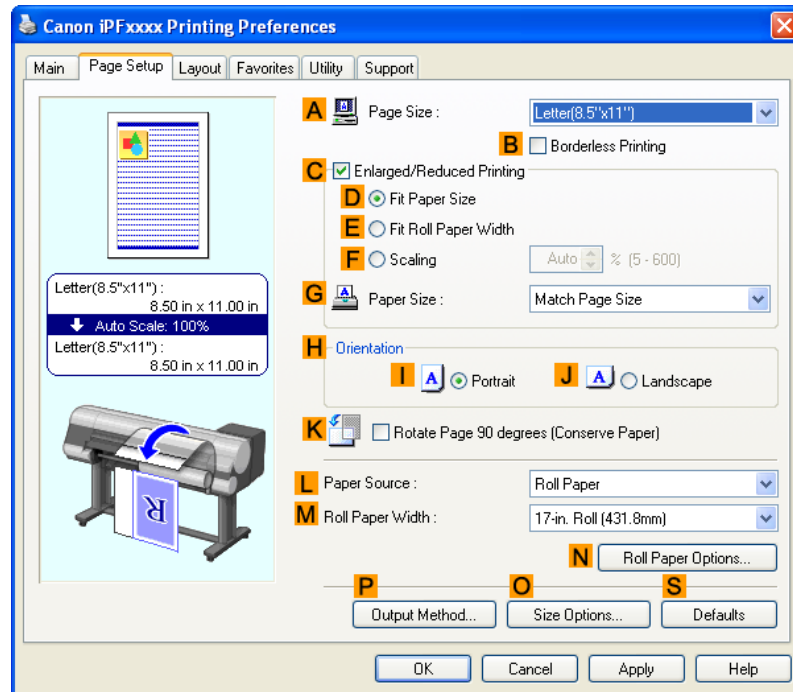 Canon iPFxxxx Printing Preferences
Main Page Setup Layout Favorites Utility Support
A Page Size : Letter(8.5"x11")
B Borderless Printing
C Enlarged/Reduced Printing
D Fit Paper Size
E Fit Roll Paper Width
F Scaling Auto % (5 - 600)
G Paper Size : Match Page Size
Letter(8.5"x11") :
8.50 in x 11.00 in
Auto Scale: 100%
Letter(8.5"x11") :
8.50 in x 11.00 in
H Orientation
I A Portrait J A Landscape
K Rotate Page 90 degrees (Conserve Paper)
R
L Paper Source : Roll Paper
M Roll Paper Width : 17-in. Roll (431.8mm)
N Roll Paper Options...
P O S
Output Method... Size Options... Defaults
OK Cancel Apply Help